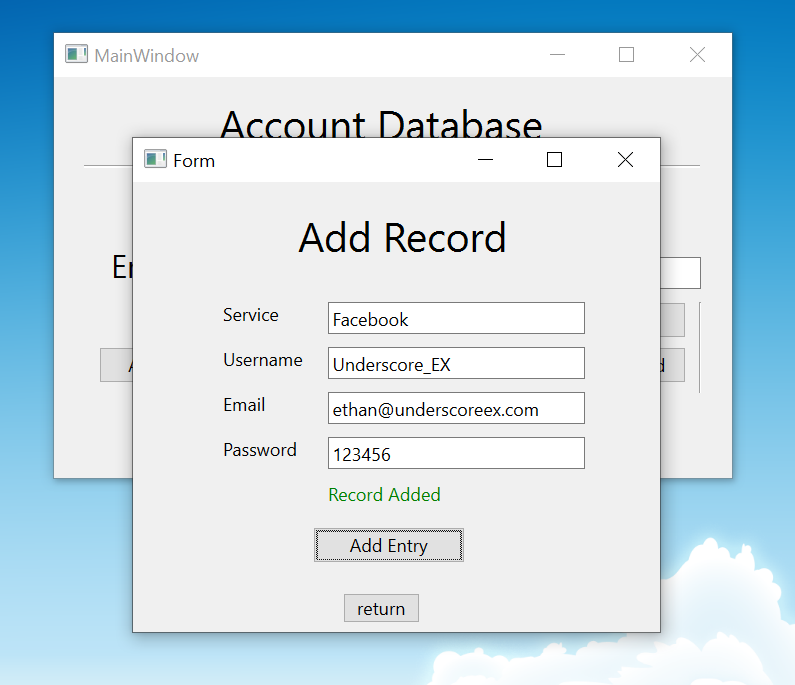 MainWindow
Account Database
Form
Add Record
Service
Facebook
Username
Underscore_EX
Email
ethan@underscoreex.com
Password
123456
Record Added
Add Entry
return